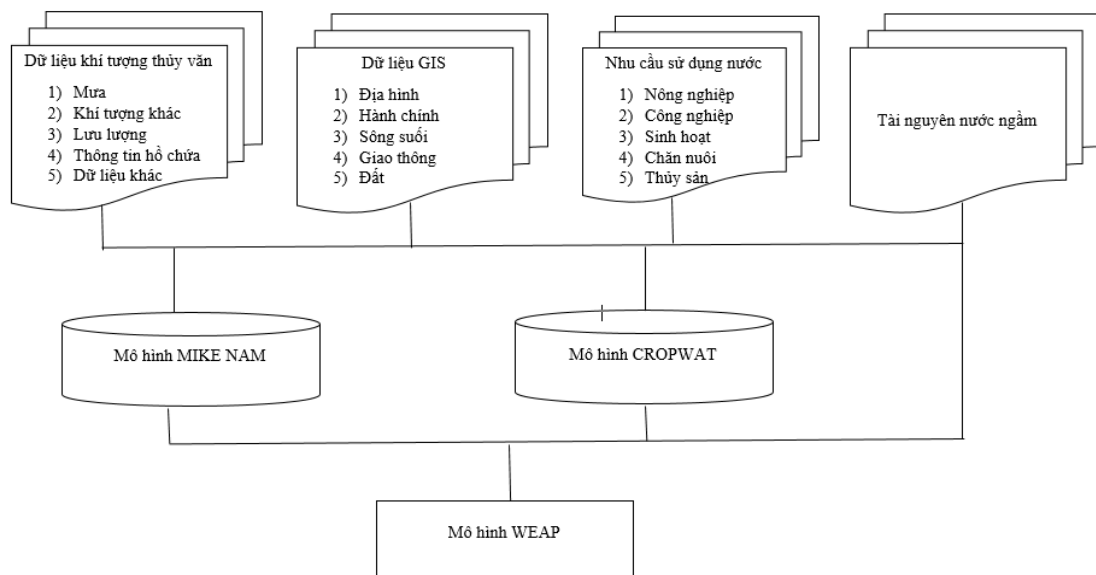 Dữ liệu khí tượng thủy văn
1) Mưa
2) Khí tượng khác
3) Lưu lượng
4) Thông tin hồ chứa
5) Dữ liệu khác
Dữ liệu GIS
1) Địa hình
2) Hành chính
3) Sông suối
4) Giao thông
5) Đất
Nhu cầu sử dụng nước
1) Nông nghiệp
2) Công nghiệp
3) Sinh hoạt
4) Chăn nuôi
5) Thủy sản
Tài nguyên nước ngầm
Mô hình MIKE NAM
Mô hình CROPWAT
Mô hình WEAP